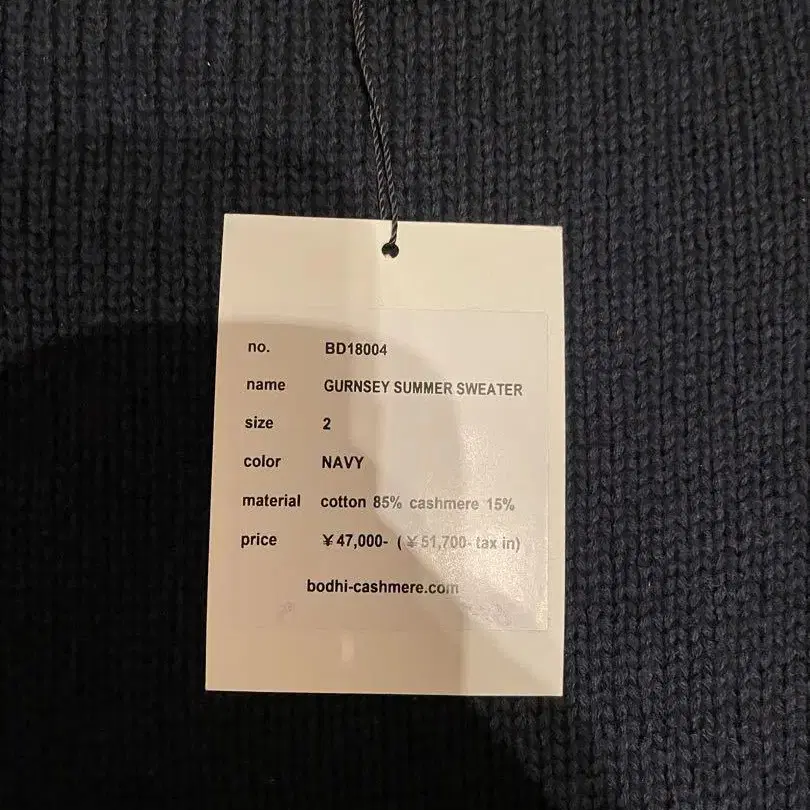 no. BD18004
name GURNSEY SUMMER SWEATER
size 2
color NAVY
material cotton 85% cashmere 15%
price ¥47,000- (¥51,700- tax in)
bodhi-cashmere.com